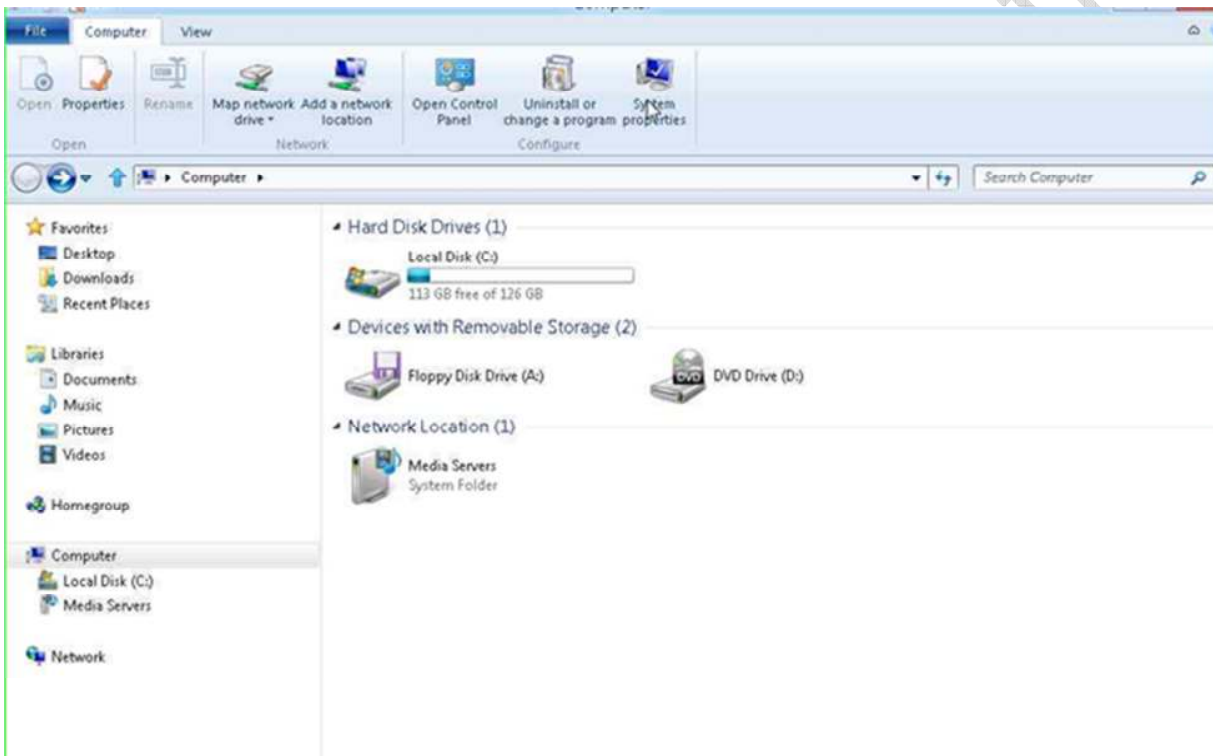 Computer
File Computer View
Open Properties Rename Map network drive Add a network location Open Control Panel Uninstall or change a program System properties
Open Network Configure
Computer
Search Computer
Favorites
Desktop
Downloads
Recent Places
Libraries
Documents
Music
Pictures
Videos
Homegroup
Computer
Local Disk (C:)
Media Servers
Network
Hard Disk Drives (1)
Local Disk (C:)
113 GB free of 126 GB
Devices with Removable Storage (2)
Floppy Disk Drive (A:)
DVD
DVD Drive (D:)
Network Location (1)
Media Servers
System Folder